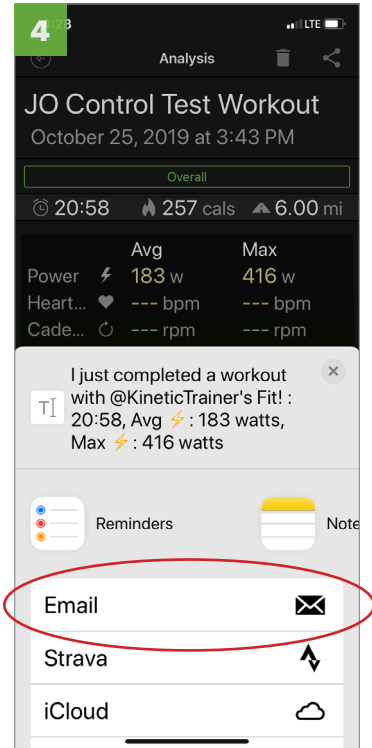 4
:28
LTE
Analysis
JO Control Test Workout
October 25, 2019 at 3:43 PM
Overall
20:58 257 cals 6.00 mi
Avg Max
Power 183 w 416 w
Heart... --- bpm --- bpm
Cade... --- rpm --- rpm
I just completed a workout
with @KineticTrainer's Fit! :
20:58, Avg ⚡: 183 watts,
Max ⚡: 416 watts
Reminders Note
Email
Strava
iCloud